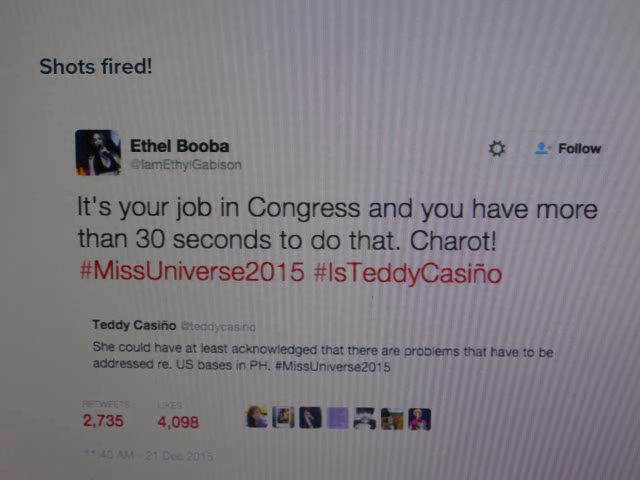 Shots fired!
Ethel Booba
@IamEthylGabison
Follow
It's your job in Congress and you have more
than 30 seconds to do that. Charot!
#MissUniverse2015 #IsTeddyCasiño
Teddy Casiño @teddycasino
She could have at least acknowledged that there are problems that have to be
addressed re. US bases in PH. #MissUniverse2015
RETWEETS LIKES
2,735 4,098
11:40 AM - 21 Dec 2015